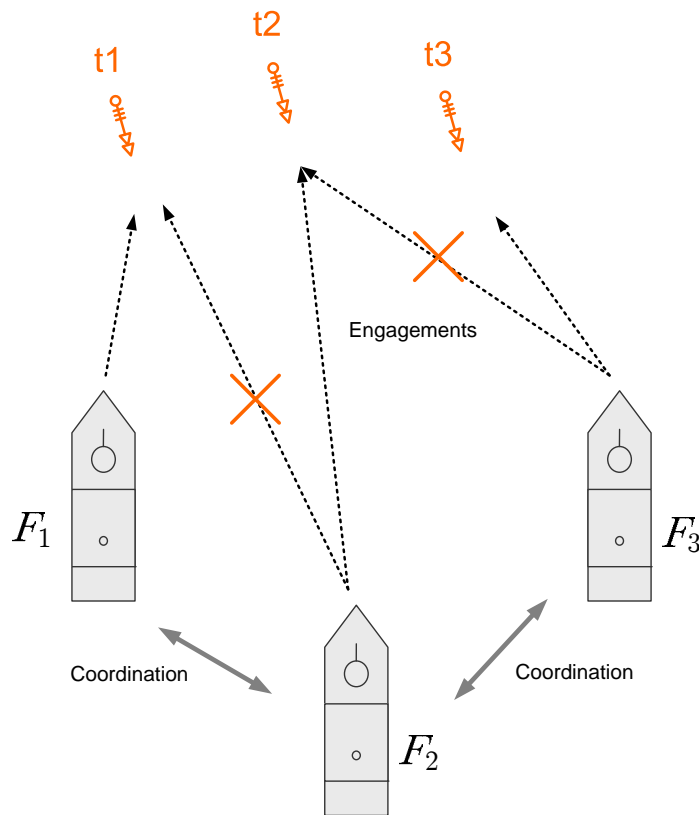 t1
t2
t3
Engagements
F1
F3
Coordination
Coordination
F2